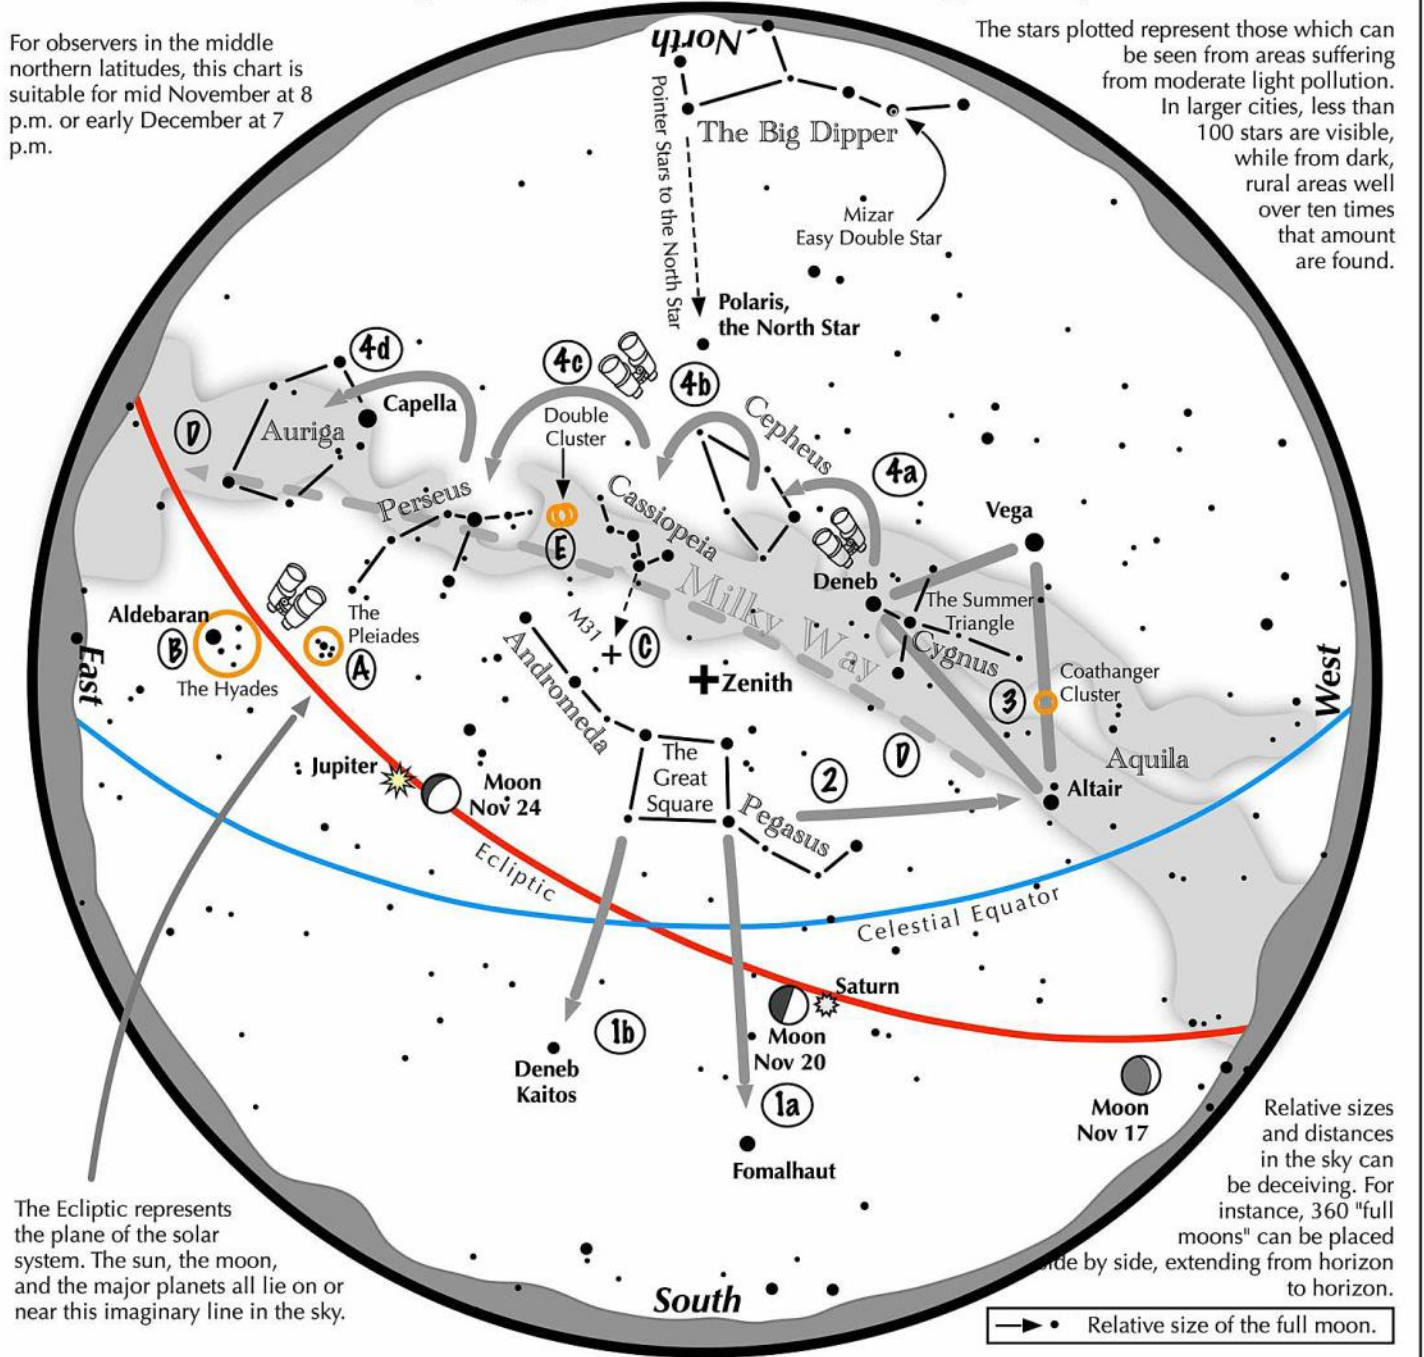 For observers in the middle
northern latitudes, this chart is
suitable for mid November at 8
p.m. or early December at 7
p.m.
The stars plotted represent those which can
be seen from areas suffering
from moderate light pollution.
In larger cities, less than
100 stars are visible,
while from dark,
rural areas well
over ten times
that amount
are found.
North
Pointer Stars to the North Star
The Big Dipper
Mizar
Easy Double Star
Polaris,
the North Star
4d
4c
4b
Capella
Auriga
D
Double
Cluster
Cepheus
4a
Perseus
Cassiopeia
E
Vega
Deneb
Milky Way
The Summer
Triangle
Cygnus
Aldebaran
B
The Hyades
The
Pleiades
A
M31
C
Andromeda
Zenith
3
Coathanger
Cluster
East
West
Aquila
D
2
Altair
The
Great
Square
Pegasus
Jupiter
Moon
Nov 24
Ecliptic
Celestial Equator
Saturn
Moon
Nov 20
1b
Deneb
Kaitos
1a
Fomalhaut
Moon
Nov 17
The Ecliptic represents
the plane of the solar
system. The sun, the moon,
and the major planets all lie on or
near this imaginary line in the sky.
South
Relative sizes
and distances
in the sky can
be deceiving. For
instance, 360 "full
moons" can be placed
side by side, extending from horizon
to horizon.
Relative size of the full moon.